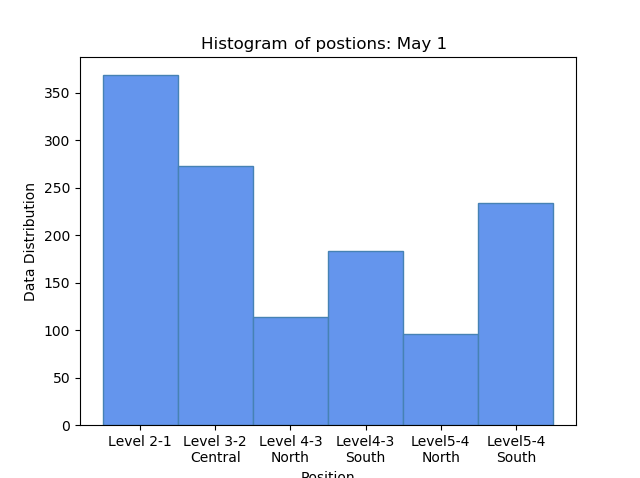 Histogram of postions: May 1
Data Distribution
350
300
250
200
150
100
50
0
Level 2-1
Level 3-2
Central
Level 4-3
North
Level4-3
South
Level5-4
North
Level5-4
South
Position